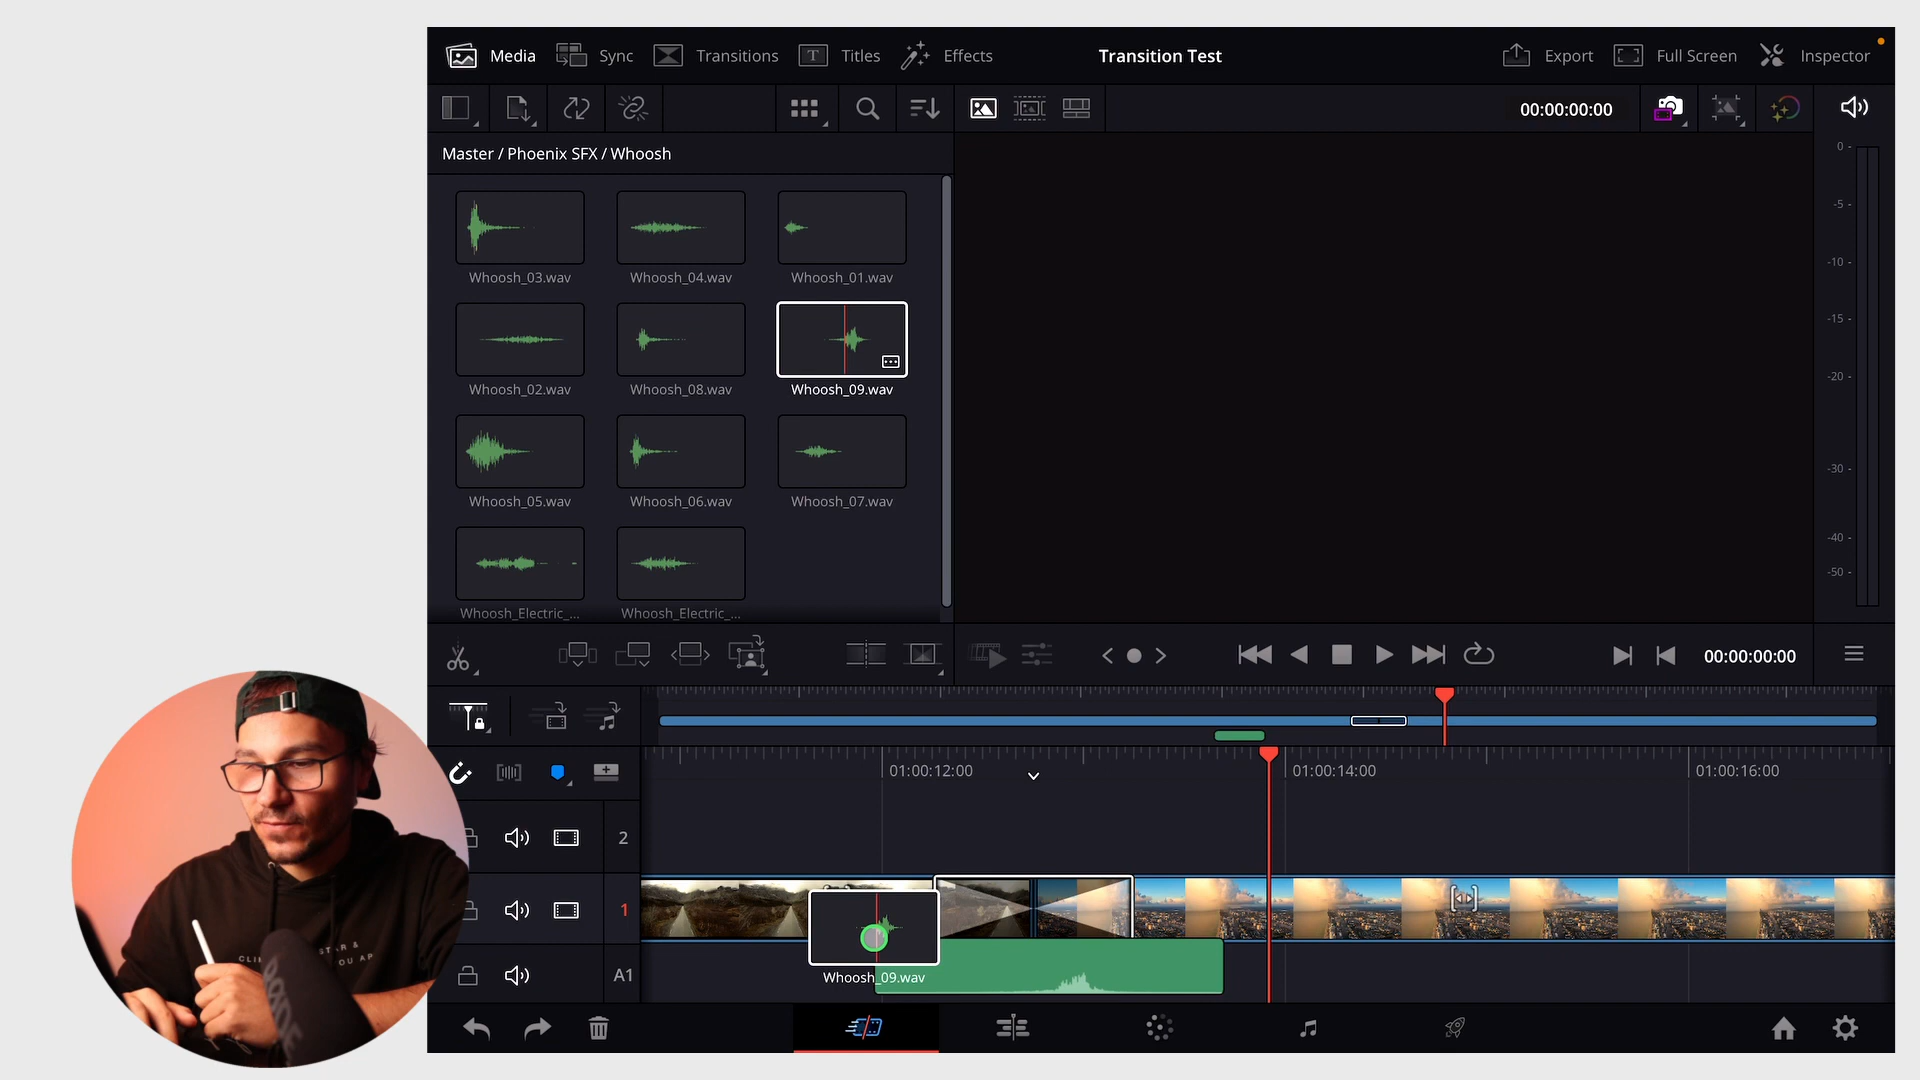 Media Sync Transitions Titles Effects Transition Test Export Full Screen Inspector
00:00:00:00
Master / Phoenix SFX / Whoosh
0
-5
-10
-15
-20
-30
-40
-50
Whoosh_03.wav Whoosh_04.wav Whoosh_01.wav
Whoosh_02.wav Whoosh_08.wav Whoosh_09.wav
Whoosh_05.wav Whoosh_06.wav Whoosh_07.wav
Whoosh_Electric_... Whoosh_Electric_...
00:00:00:00
01:00:12:00 01:00:14:00 01:00:16:00
2
1
A1
Whoosh_09.wav